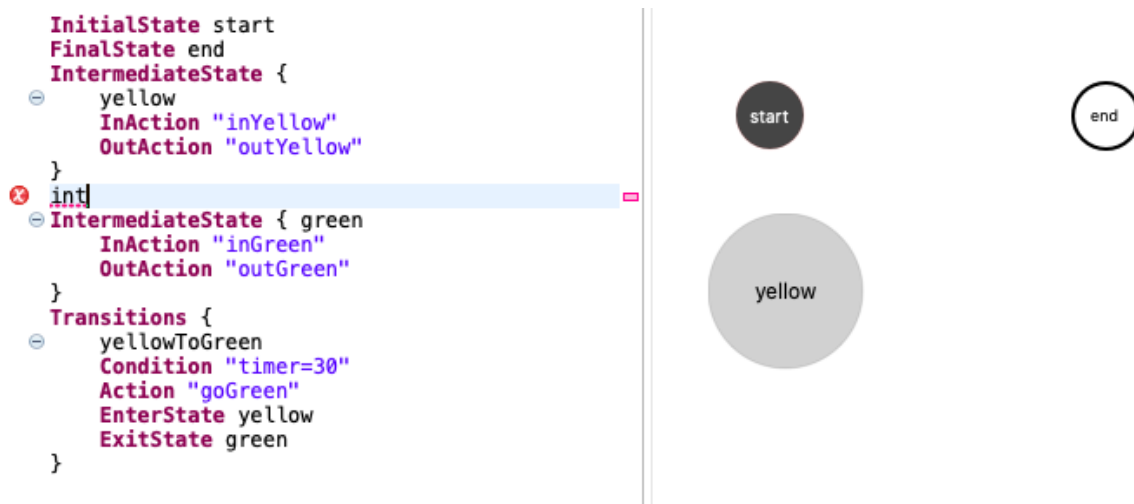 InitialState start
FinalState end
IntermediateState {
yellow
InAction "inYellow"
OutAction "outYellow"
}
int
IntermediateState { green
InAction "inGreen"
OutAction "outGreen"
}
Transitions {
yellowToGreen
Condition "timer=30"
Action "goGreen"
EnterState yellow
ExitState green
}
start
end
yellow